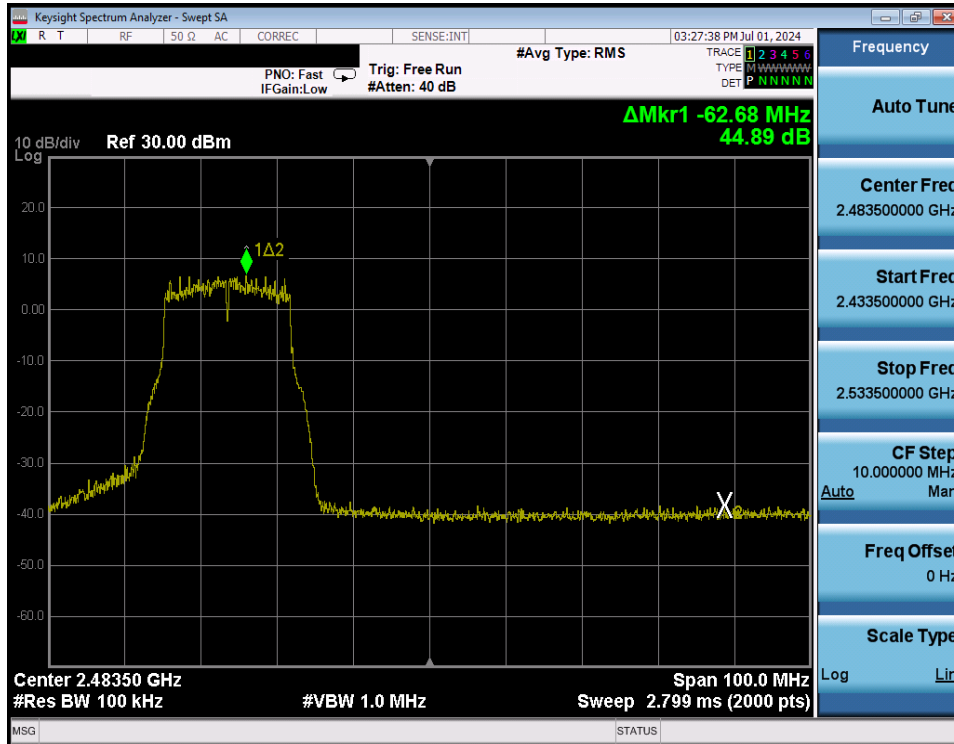 Keysight Spectrum Analyzer - Swept SA
LXI R T RF 50 Ω AC CORREC SENSE:INT 03:27:38 PM Jul 01, 2024
#Avg Type: RMS
TRACE 1 2 3 4 5 6
PNO: Fast Trig: Free Run TYPE M W W W W W
IFGain:Low #Atten: 40 dB DET P N N N N N
ΔMkr1 -62.68 MHz
44.89 dB
10 dB/div Ref 30.00 dBm
Log
20.0
10.0
0.00
-10.0
-20.0
-30.0
-40.0
-50.0
-60.0
1Δ2
X2
Center 2.48350 GHz Span 100.0 MHz
#Res BW 100 kHz #VBW 1.0 MHz Sweep 2.799 ms (2000 pts)
MSG STATUS
Frequency
Auto Tune
Center Freq
2.483500000 GHz
Start Freq
2.433500000 GHz
Stop Freq
2.533500000 GHz
CF Step
10.000000 MHz
Auto Man
Freq Offset
0 Hz
Scale Type
Log Lin